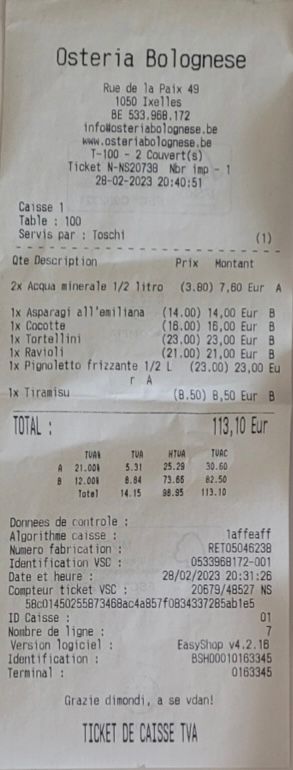 Osteria Bolognese
Rue de la Paix 49
1050 Ixelles
BE 533.968.172
info@osteriabolognese.be
www.osteriabolognese.be
T-100 - 2 Couvert(s)
Ticket N-NS20738 Nbr imp - 1
28-02-2023 20:40:51
Caisse 1
Table : 100
Servis par : Toschi (1)
Qte Description Prix Montant
2x Acqua minerale 1/2 litro (3.80) 7,60 Eur A
1x Asparagi all'emiliana (14.00) 14,00 Eur B
1x Cocotte (16.00) 16,00 Eur B
1x Tortellini (23.00) 23,00 Eur B
1x Ravioli (21.00) 21,00 Eur B
1x Pignoletto frizzante 1/2 L (23.00) 23,00 Eu
r A
1x Tiramisu (8.50) 8,50 Eur B
TOTAL : 113,10 Eur
TVA% TVA HTVA TVAC
A 21.00% 5.31 25.29 30.60
B 12.00% 8.84 73.66 82.50
Total 14.15 98.95 113.10
Donnees de controle :
Algorithme caisse : 1affeaff
Numero fabrication : RET05046238
Identification VSC : 0533968172-001
Date et heure : 28/02/2023 20:31:26
Compteur ticket VSC : 20679/48527 NS
58c01450255873468ac4a857f0834337285ab1e5
ID Caisse : 01
Nombre de ligne : 7
Version logiciel : EasyShop v4.2.16
Identification : BSH00010163345
Terminal : 0163345
Grazie dimondi, a se vdan!
TICKET DE CAISSE TVA